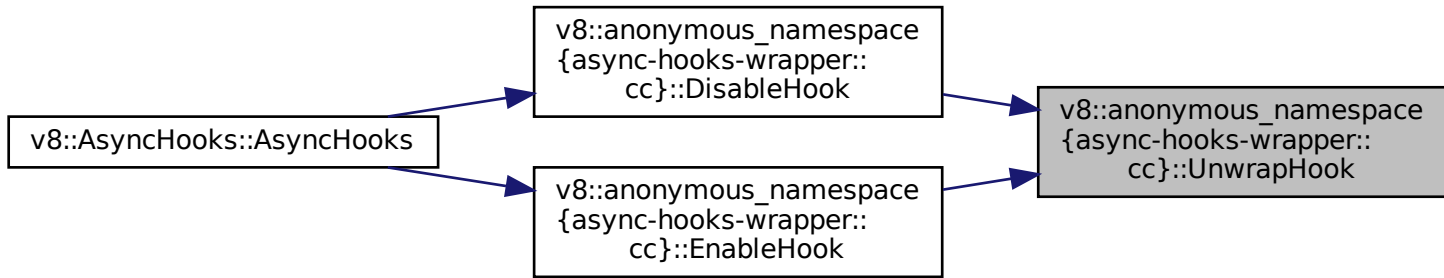 v8::AsyncHooks::AsyncHooks
v8::anonymous_namespace
{async-hooks-wrapper::
cc}::DisableHook
v8::anonymous_namespace
{async-hooks-wrapper::
cc}::EnableHook
v8::anonymous_namespace
{async-hooks-wrapper::
cc}::UnwrapHook